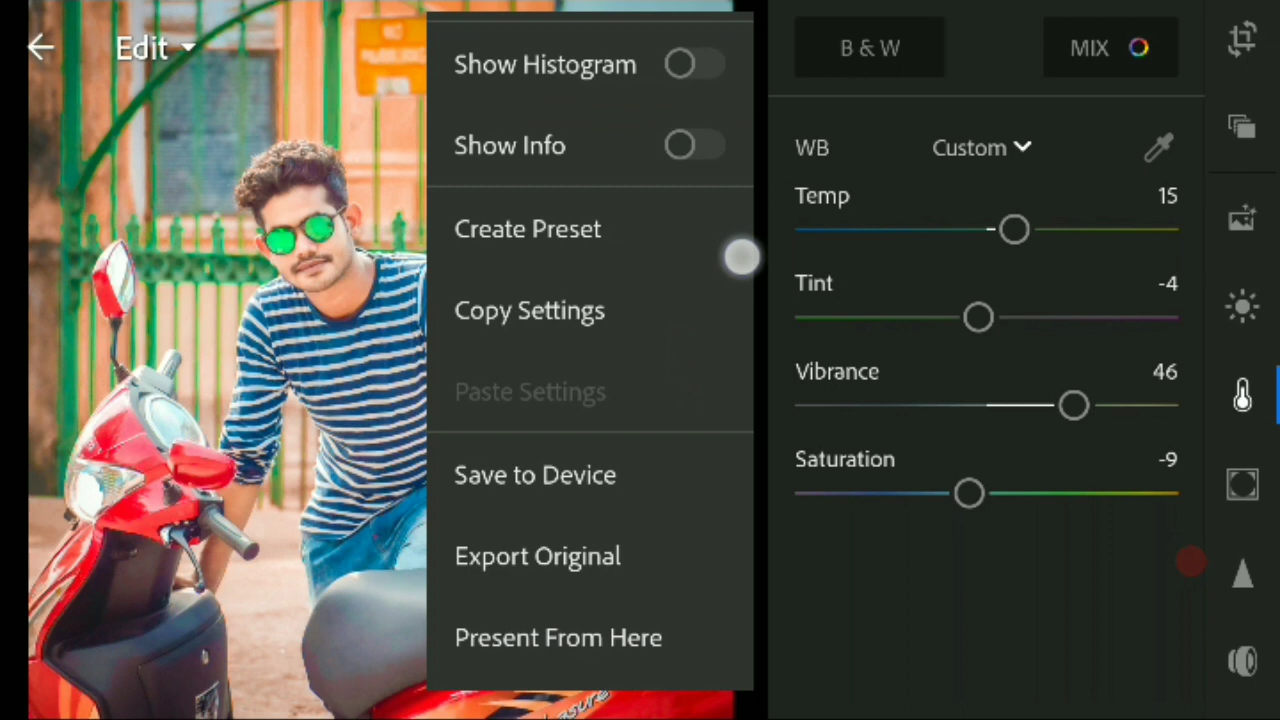 Edit
NO
Show Histogram
Show Info
Create Preset
Copy Settings
Paste Settings
Save to Device
Export Original
Present From Here
B & W
MIX
WB
Custom
Temp
15
Tint
-4
Vibrance
46
Saturation
-9